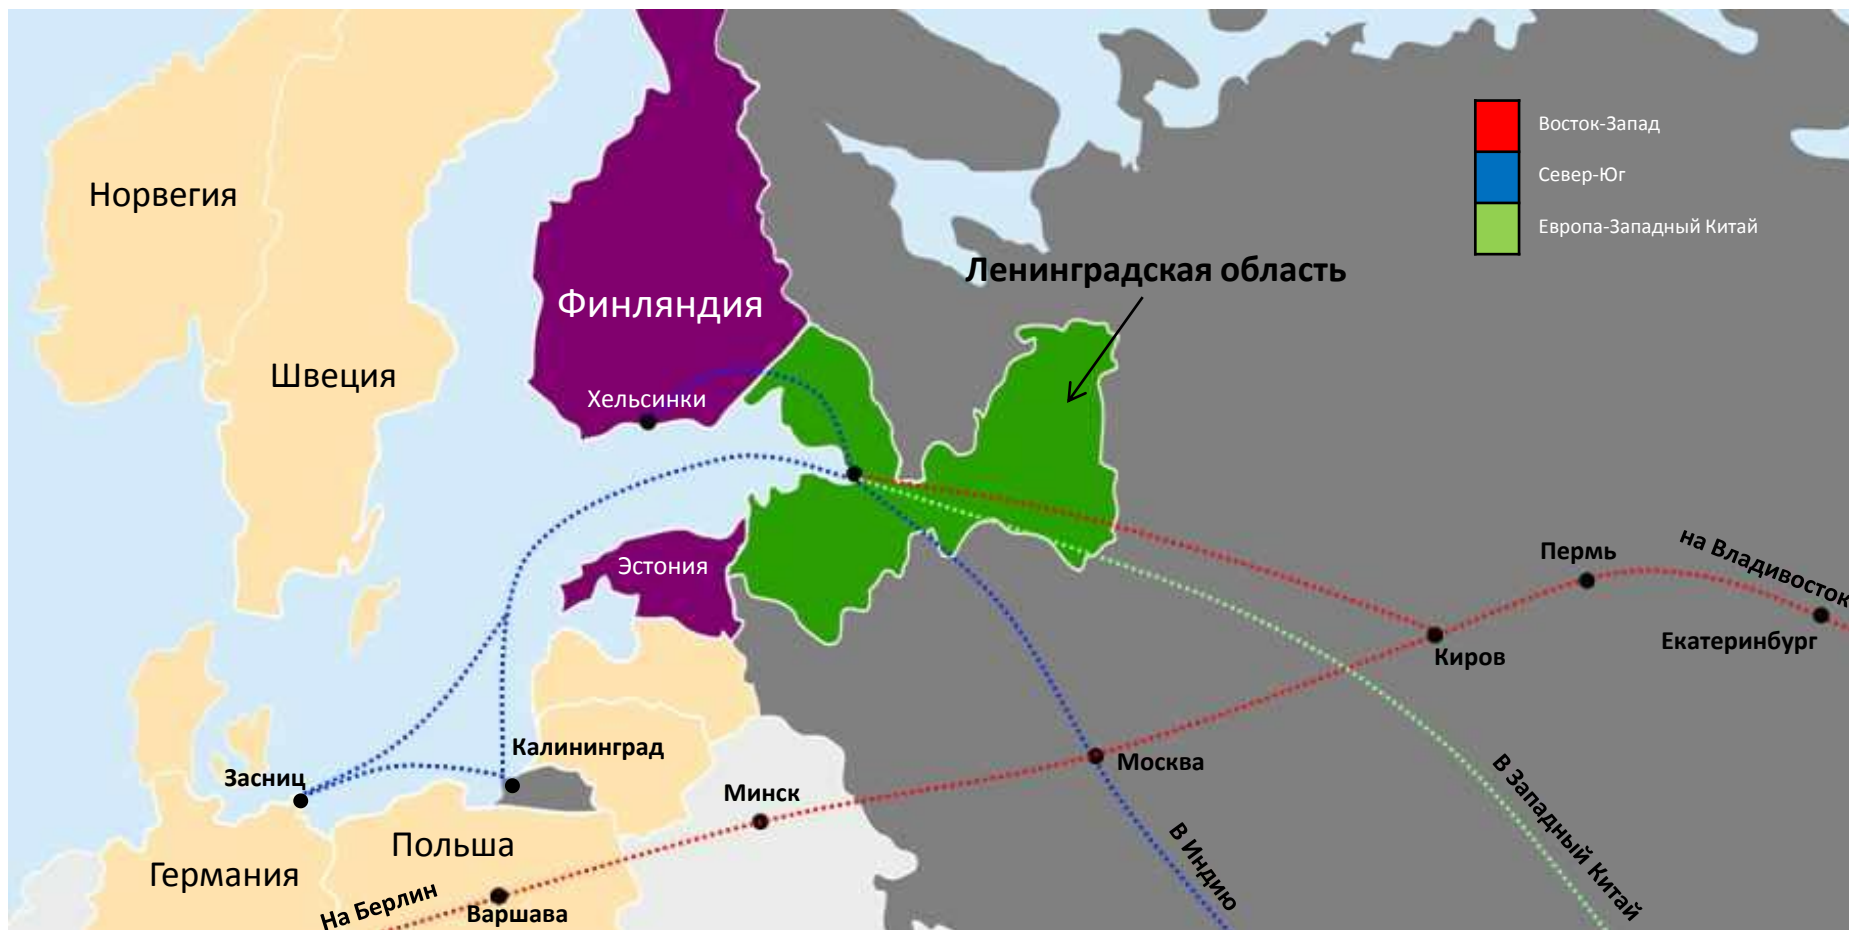 Восток-Запад
Север-Юг
Европа-Западный Китай
Норвегия
Ленинградская область
Финляндия
Швеция
Хельсинки
Эстония
Пермь
на Владивосток
Екатеринбург
Киров
Калининград
Москва
Засниц
Минск
В Западный Китай
Польша
В Индию
Германия
На Берлин
Варшава